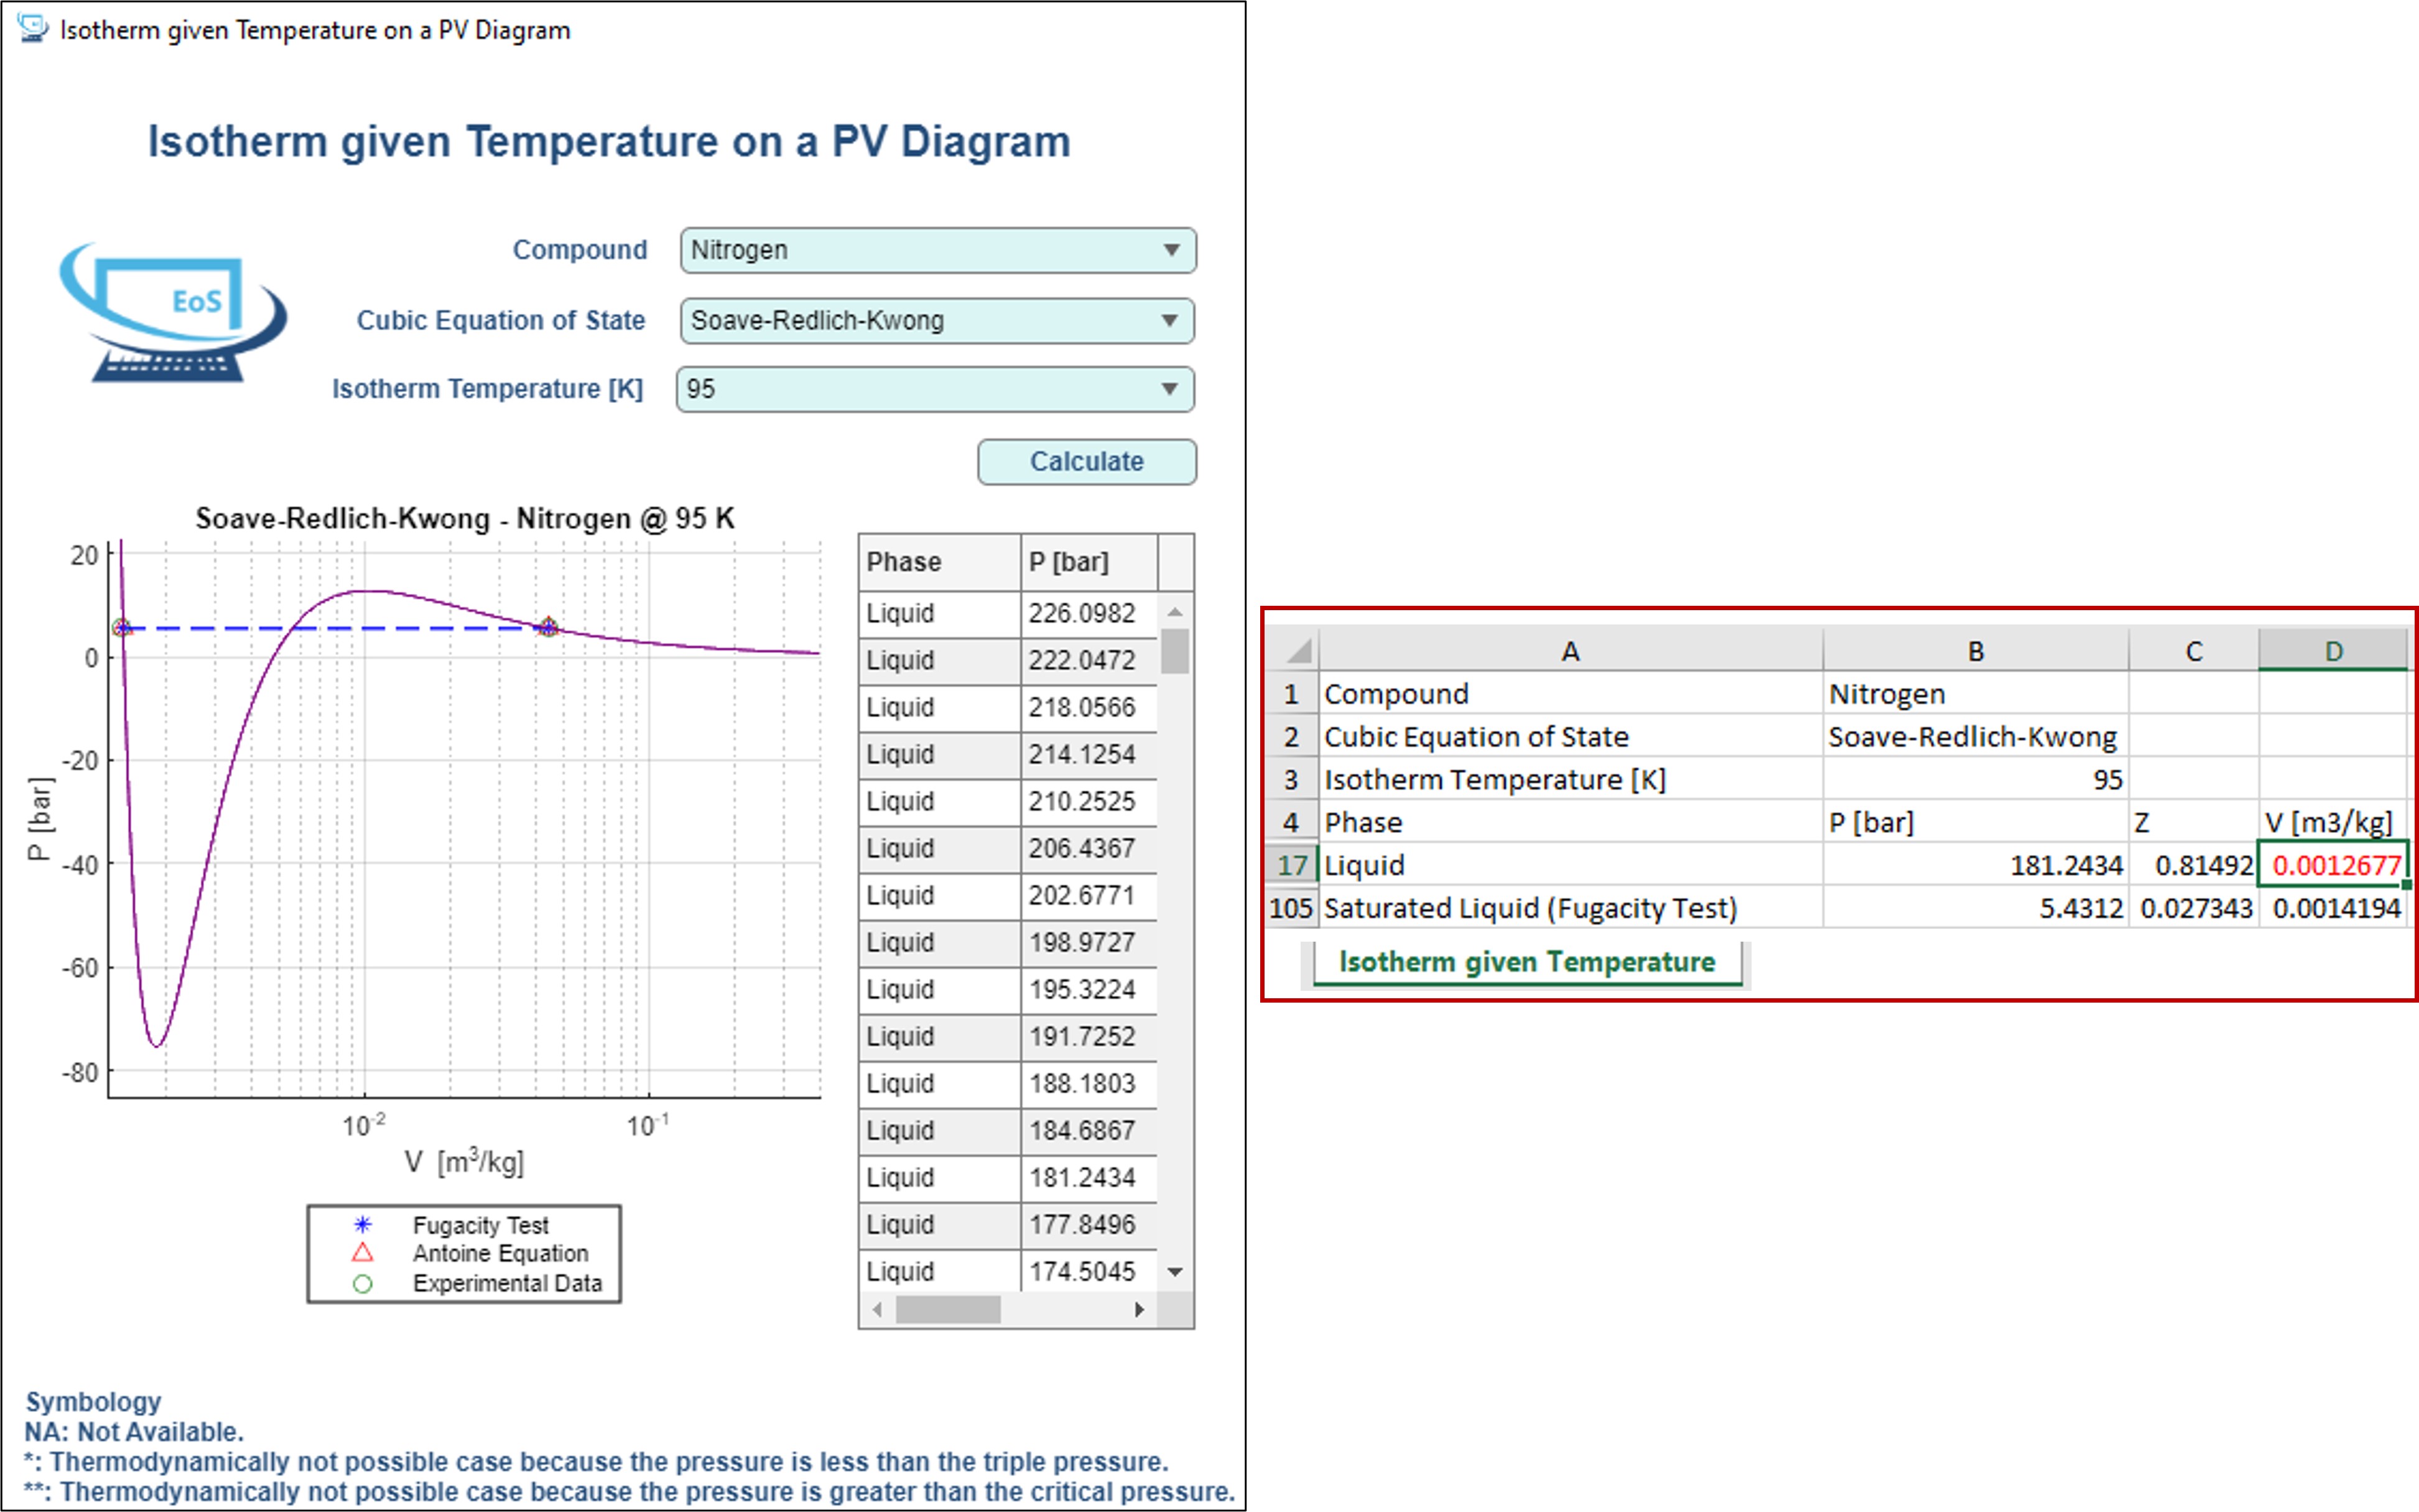 Isotherm given Temperature on a PV Diagram
Isotherm given Temperature on a PV Diagram
EoS
Compound Nitrogen
Cubic Equation of State Soave-Redlich-Kwong
Isotherm Temperature [K] 95
Calculate
Soave-Redlich-Kwong - Nitrogen @ 95 K
20
0
-20
-40
-60
-80
P [bar]
10-2 10-1
V [m3/kg]
Fugacity Test
Antoine Equation
Experimental Data
Phase P [bar]
Liquid 226.0982
Liquid 222.0472
Liquid 218.0566
Liquid 214.1254
Liquid 210.2525
Liquid 206.4367
Liquid 202.6771
Liquid 198.9727
Liquid 195.3224
Liquid 191.7252
Liquid 188.1803
Liquid 184.6867
Liquid 181.2434
Liquid 177.8496
Liquid 174.5045
Symbology
NA: Not Available.
*: Thermodynamically not possible case because the pressure is less than the triple pressure.
**: Thermodynamically not possible case because the pressure is greater than the critical pressure.
A B C D
1 Compound Nitrogen
2 Cubic Equation of State Soave-Redlich-Kwong
3 Isotherm Temperature [K] 95
4 Phase P [bar] Z V [m3/kg]
17 Liquid 181.2434 0.81492 0.0012677
105 Saturated Liquid (Fugacity Test) 5.4312 0.027343 0.0014194
Isotherm given Temperature